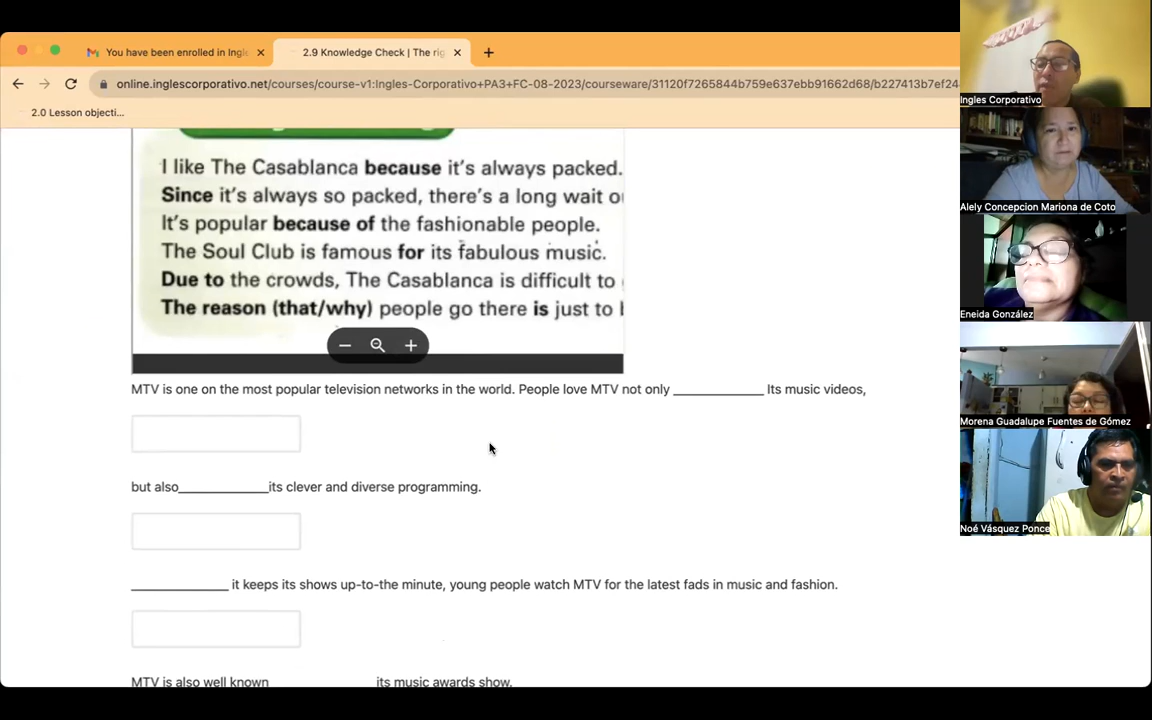 You have been enrolled in Ingl
2.9 Knowledge Check | The rig
online.inglescorporativo.net/courses/course-v1:Ingles-Corporativo+PA3+FC-08-2023/courseware/31120f7265844b759e637ebb91662d68/b227413b7ef24
2.0 Lesson objecti...
I like The Casablanca because it's always packed.
Since it's always so packed, there's a long wait
It's popular because of the fashionable people.
The Soul Club is famous for its fabulous music.
Due to the crowds, The Casablanca is difficult to
The reason (that/why) people go there is just to
MTV is one on the most popular television networks in the world. People love MTV not only ____________ Its music videos,
but also____________its clever and diverse programming.
_____________ it keeps its shows up-to-the minute, young people watch MTV for the latest fads in music and fashion.
MTV is also well known ______________ its music awards show.
Ingles Corporativo
Alely Concepcion Mariona de Coto
Eneida González
Morena Guadalupe Fuentes de Gómez
Noé Vásquez Ponce